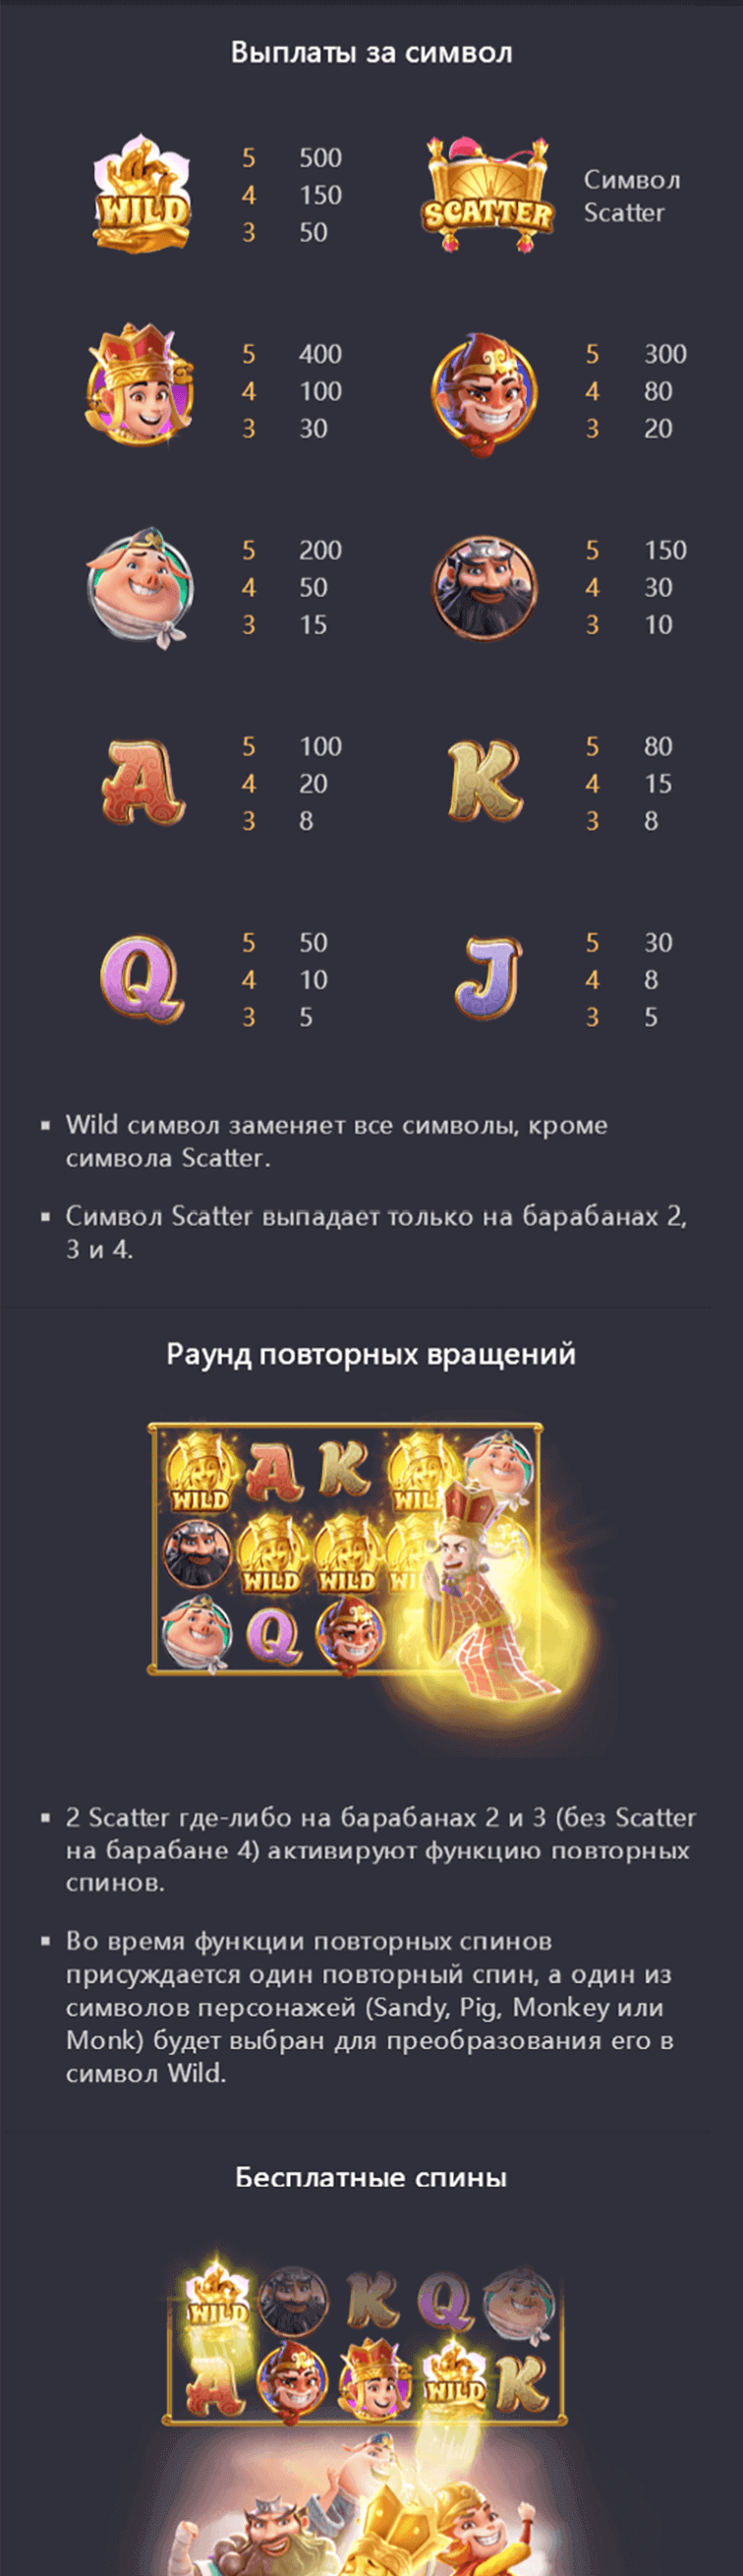 Выплаты за символ
WILD
5 500
4 150
3 50
SCATTER
Символ
Scatter
5 400
4 100
3 30
5 300
4 80
3 20
5 200
4 50
3 15
5 150
4 30
3 10
A
5 100
4 20
3 8
K
5 80
4 15
3 8
Q
5 50
4 10
3 5
J
5 30
4 8
3 5
Wild символ заменяет все символы, кроме
символа Scatter.
Символ Scatter выпадает только на барабанах 2,
3 и 4.
Раунд повторных вращений
WILD A K WILD
WILD WILD WI
Q
2 Scatter где-либо на барабанах 2 и 3 (без Scatter
на барабане 4) активируют функцию повторных
спинов.
Во время функции повторных спинов
присуждается один повторный спин, а один из
символов персонажей (Sandy, Pig, Monkey или
Monk) будет выбран для преобразования его в
символ Wild.
Бесплатные спины
WILD K Q
A WILD K